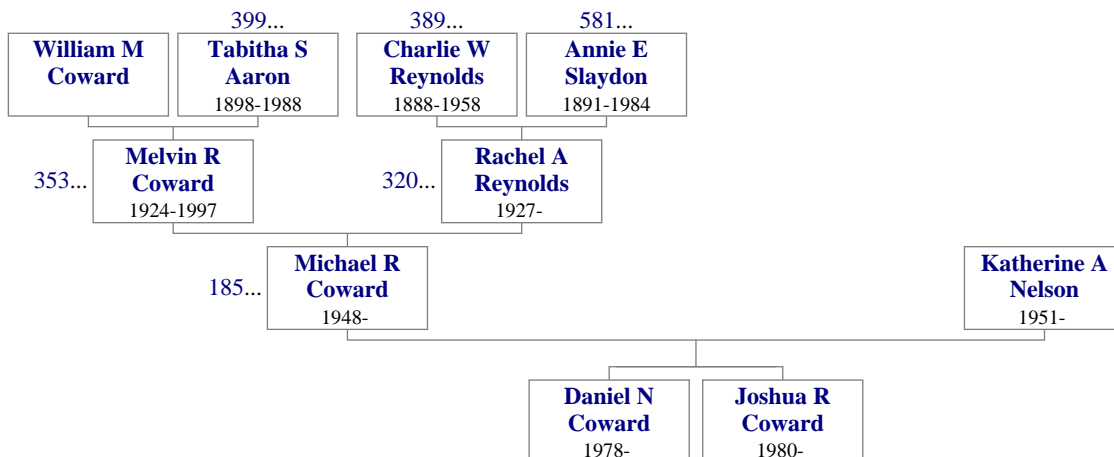 399...
389...
581...
William M
Coward
Tabitha S
Aaron
1898-1988
Charlie W
Reynolds
1888-1958
Annie E
Slaydon
1891-1984
353...
Melvin R
Coward
1924-1997
320...
Rachel A
Reynolds
1927-
185...
Michael R
Coward
1948-
Katherine A
Nelson
1951-
Daniel N
Coward
1978-
Joshua R
Coward
1980-